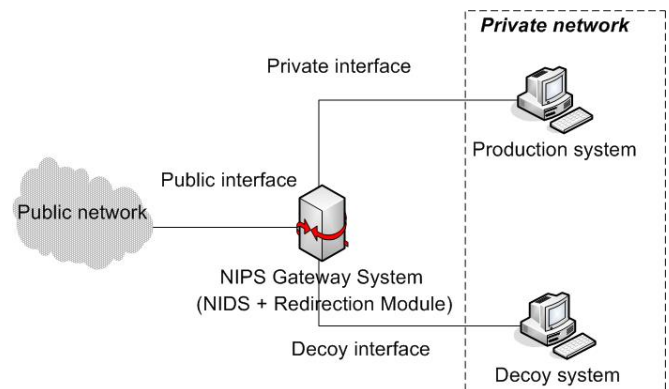 Private network
Private interface
Production system
Public interface
Public network
NIPS Gateway System
(NIDS + Redirection Module)
Decoy interface
Decoy system